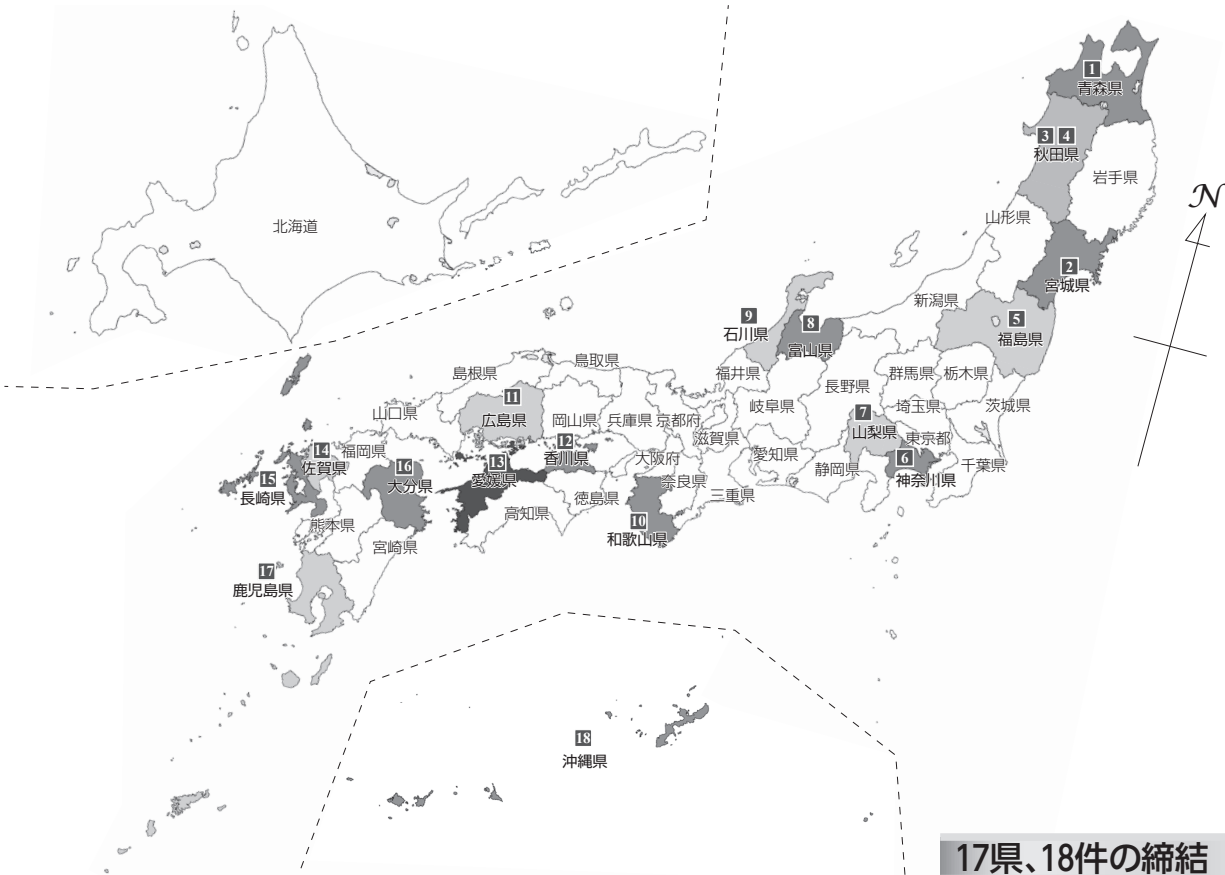 1
青森県
3 4
秋田県
岩手県
N
山形県
2
宮城県
北海道
新潟県
5
福島県
9
石川県
8
富山県
福井県
長野県
群馬県
栃木県
茨城県
鳥取県
島根県
岐阜県
埼玉県
7
山梨県
東京都
11
広島県
岡山県
兵庫県
京都府
滋賀県
山口県
12
香川県
大阪府
愛知県
静岡県
6
神奈川県
千葉県
14
佐賀県
福岡県
13
愛媛県
奈良県
三重県
15
長崎県
16
大分県
徳島県
高知県
10
和歌山県
熊本県
宮崎県
17
鹿児島県
18
沖縄県
17県、18件の締結